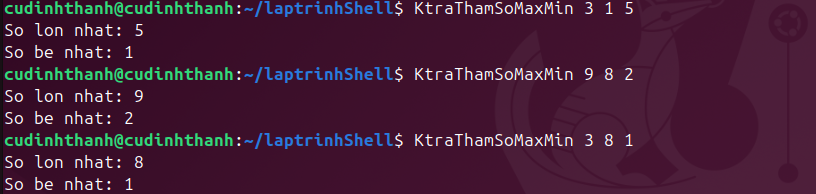 cudinhthanh@cudinhthanh:~/laptrinhShell$ KtraThamSoMaxMin 3 1 5
So lon nhat: 5
So be nhat: 1
cudinhthanh@cudinhthanh:~/laptrinhShell$ KtraThamSoMaxMin 9 8 2
So lon nhat: 9
So be nhat: 2
cudinhthanh@cudinhthanh:~/laptrinhShell$ KtraThamSoMaxMin 3 8 1
So lon nhat: 8
So be nhat: 1